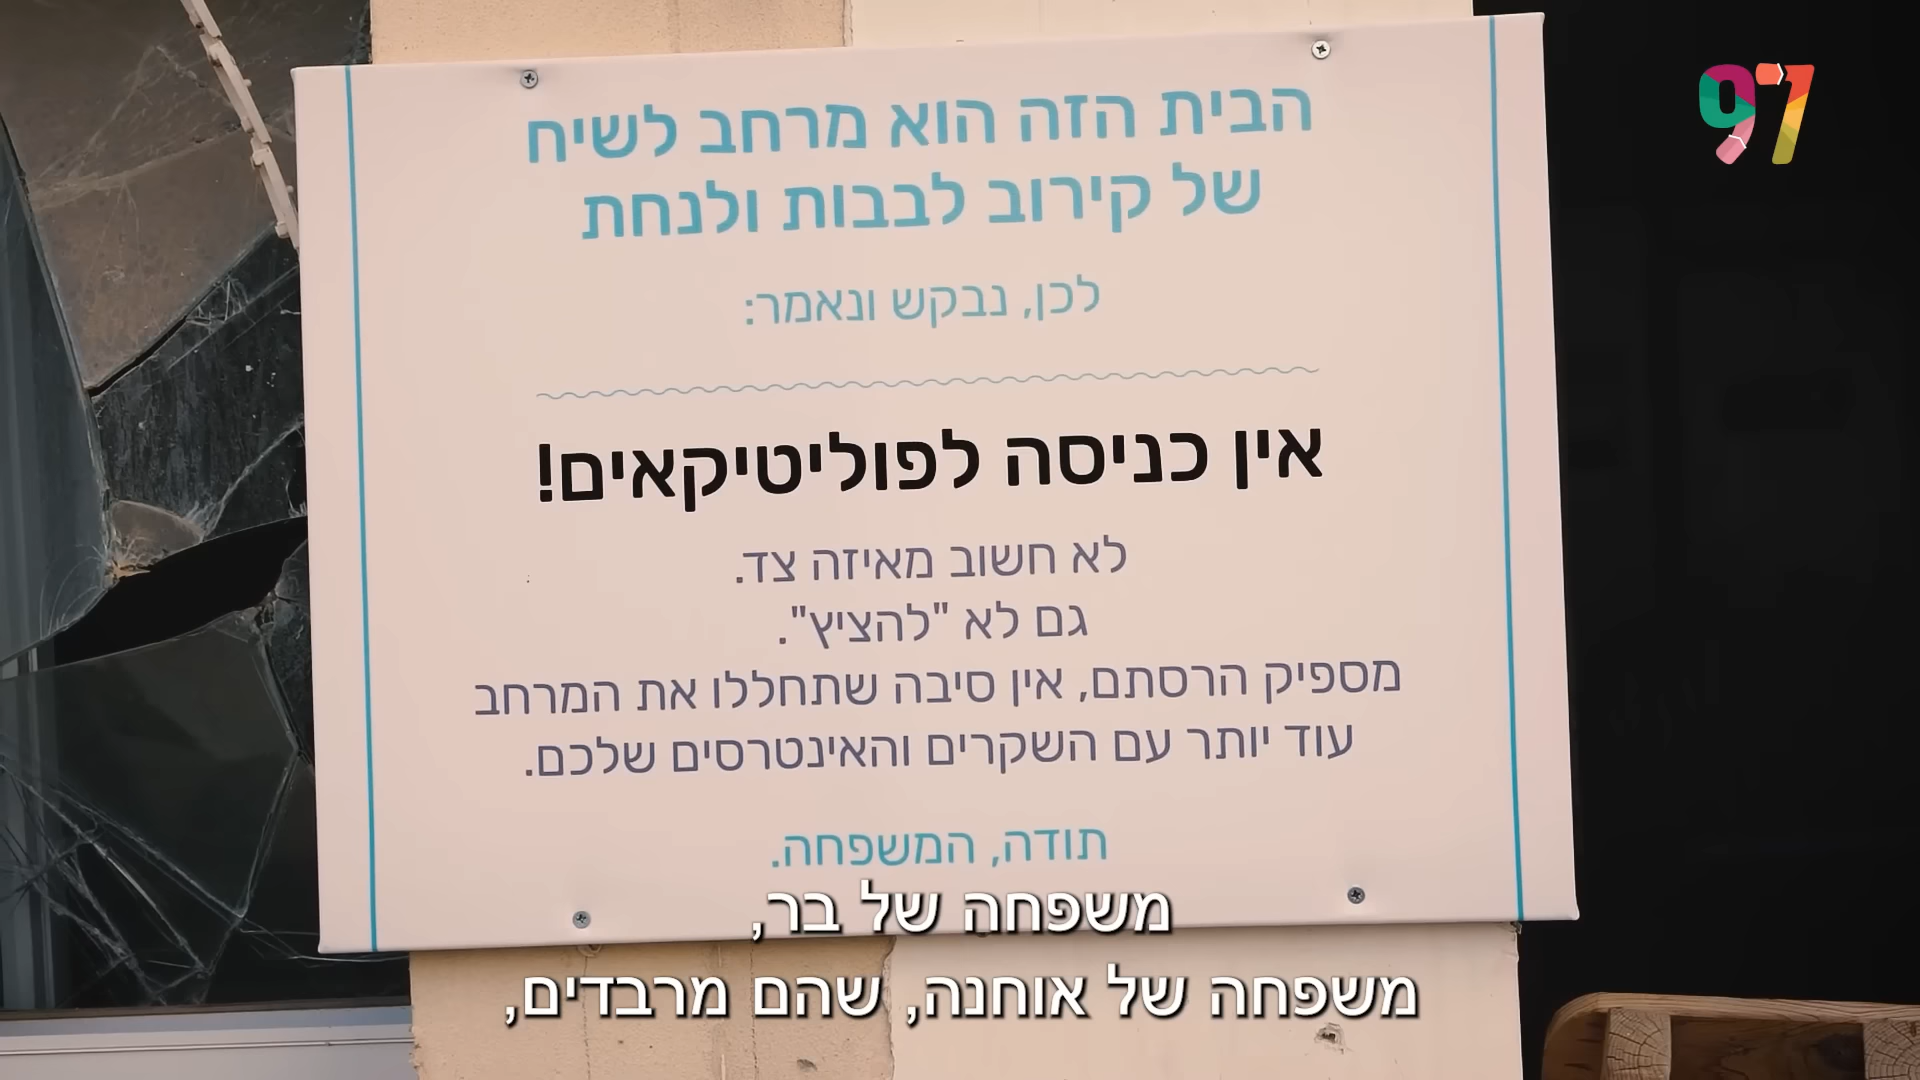 97
הבית הזה הוא מרחב לשיח
של קירוב לבבות ולנחת
לכן, נבקש ונאמר:
אין כניסה לפוליטיקאים!
לא חשוב מאיזה צד.
גם לא "להציץ".
מספיק הרסתם, אין סיבה שתחללו את המרחב
עוד יותר עם השקרים והאינטרסים שלכם.
תודה, המשפחה.
משפחה של בר,
משפחה של אוחנה, שהם מרבדים,